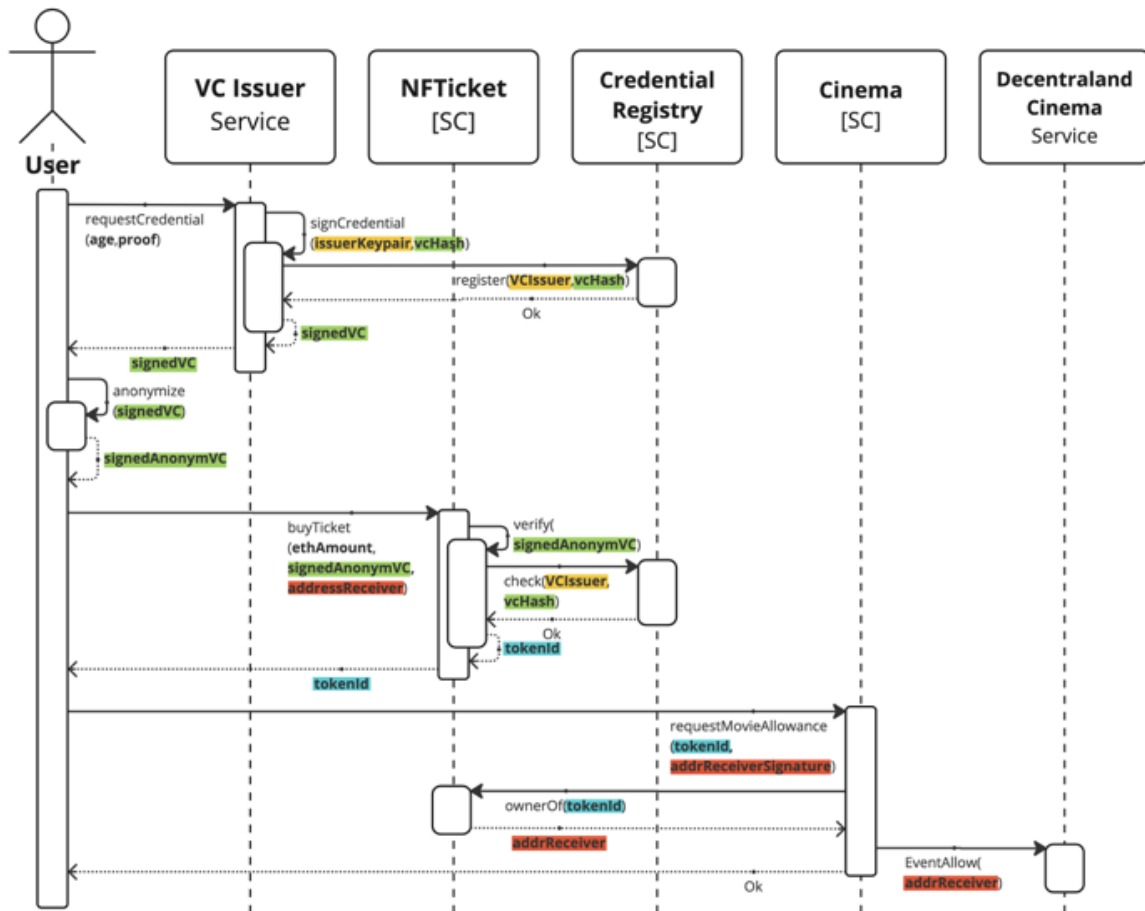 VC Issuer
Service
NFTicket
[SC]
Credential
Registry
[SC]
Cinema
[SC]
Decentraland
Cinema
Service
User
requestCredential
(age,proof)
signCredential
(issuerKeypair,vcHash)
register(VCIssuer,vcHash)
Ok
signedVC
signedVC
anonymize
(signedVC)
signedAnonymVC
buyTicket
(ethAmount,
signedAnonymVC,
addressReceiver)
verify(
signedAnonymVC)
check(VCIssuer,
vcHash)
Ok
tokenId
tokenId
requestMovieAllowance
(tokenId,
addrReceiverSignature)
ownerOf(tokenId)
addrReceiver
EventAllow(
addrReceiver)
Ok